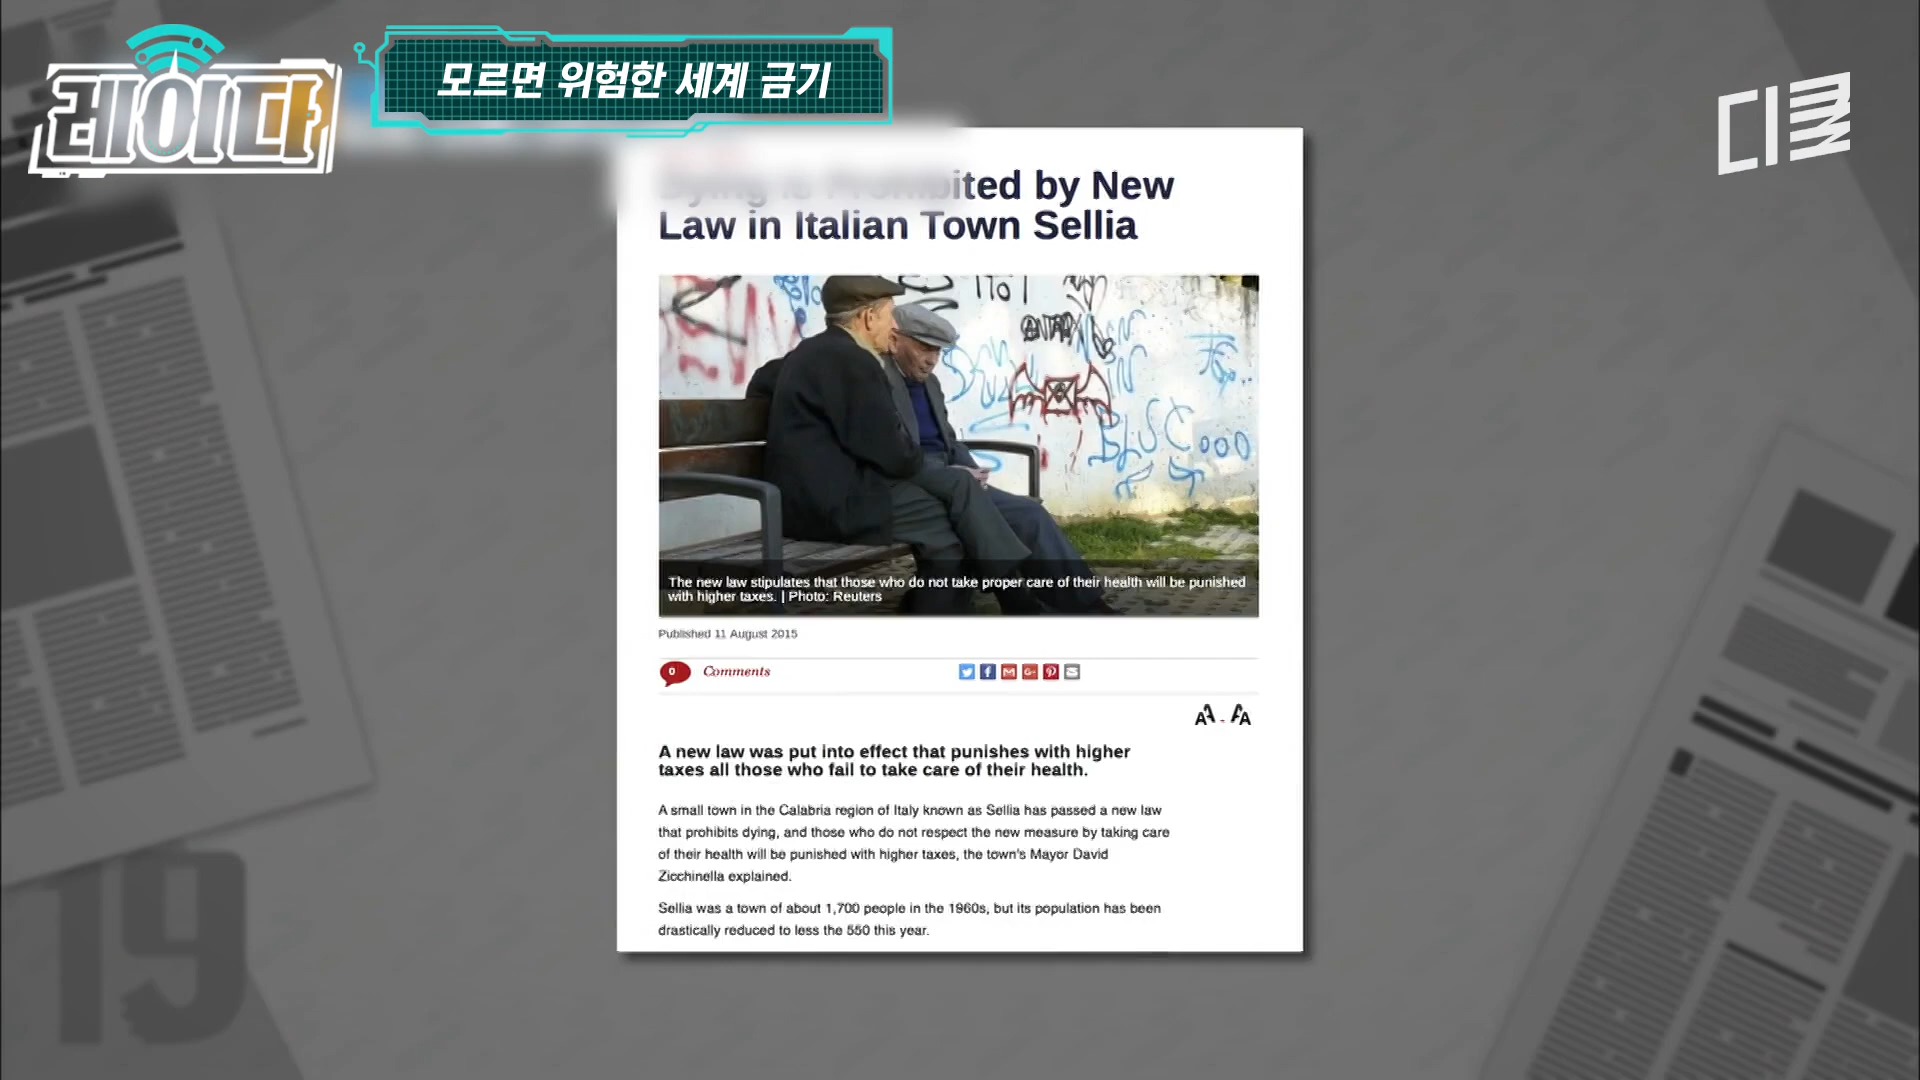 레이다
모르면 위험한 세계 금기
디글
Dying is Prohibited by New
Law in Italian Town Sellia
The new law stipulates that those who do not take proper care of their health will be punished
with higher taxes. | Photo: Reuters
Published 11 August 2015
0 Comments
AA - AA
A new law was put into effect that punishes with higher
taxes all those who fail to take care of their health.
A small town in the Calabria region of Italy known as Sellia has passed a new law
that prohibits dying, and those who do not respect the new measure by taking care
of their health will be punished with higher taxes, the town's Mayor David
Zicchinella explained.
Sellia was a town of about 1,700 people in the 1960s, but its population has been
drastically reduced to less the 550 this year.
19